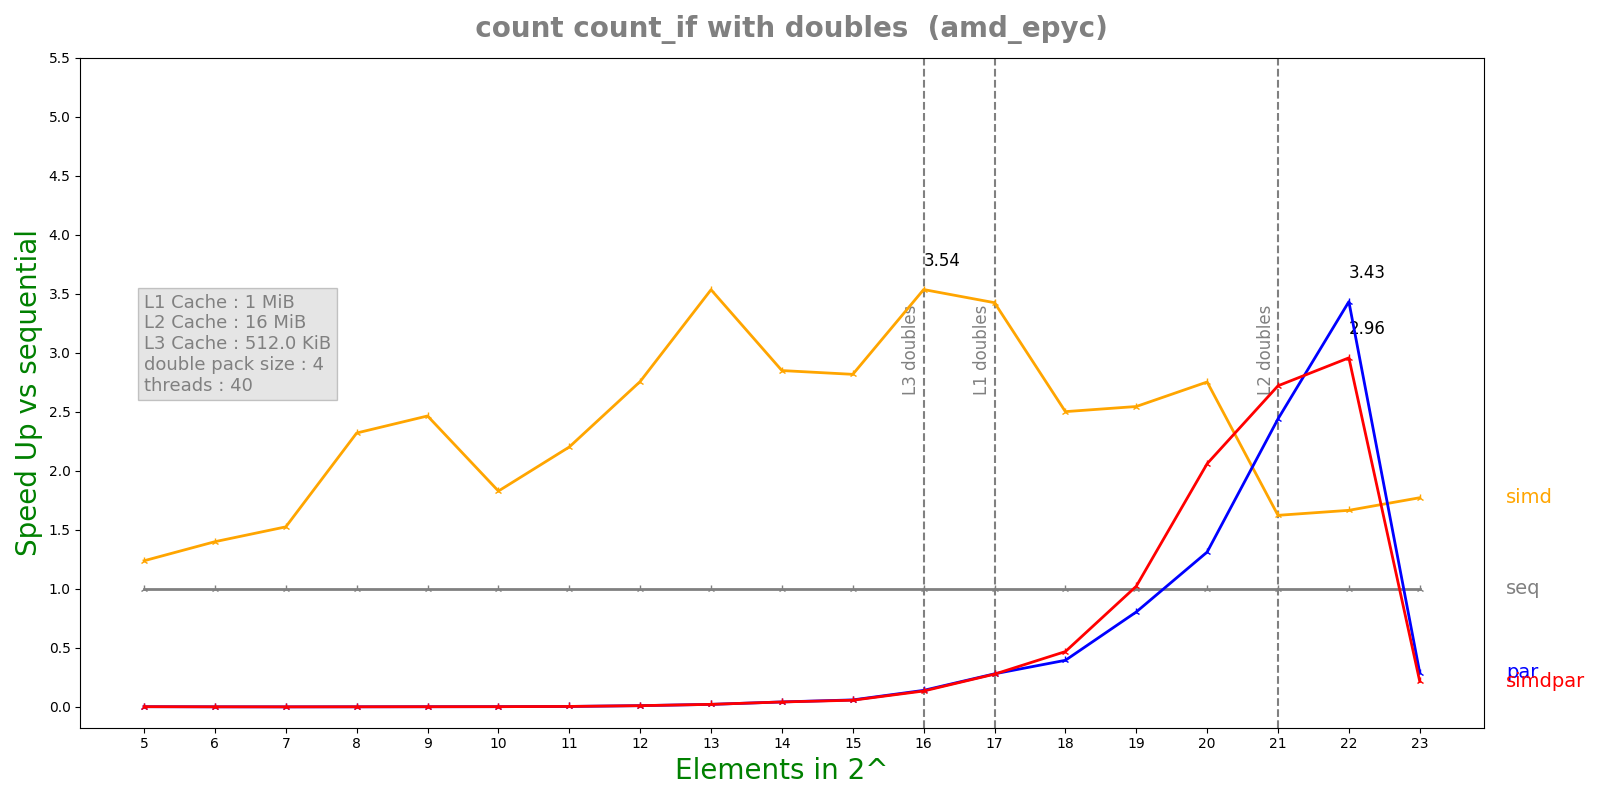 count count_if with doubles  (amd_epyc)
Speed Up vs sequential
5.5
5.0
4.5
4.0
3.5
3.0
2.5
2.0
1.5
1.0
0.5
0.0
L1 Cache : 1 MiB
L2 Cache : 16 MiB
L3 Cache : 512.0 KiB
double pack size : 4
threads : 40
3.54
3.43
2.96
L3 doubles
L1 doubles
L2 doubles
simd
seq
par
simdpar
5 6 7 8 9 10 11 12 13 14 15 16 17 18 19 20 21 22 23
Elements in 2^